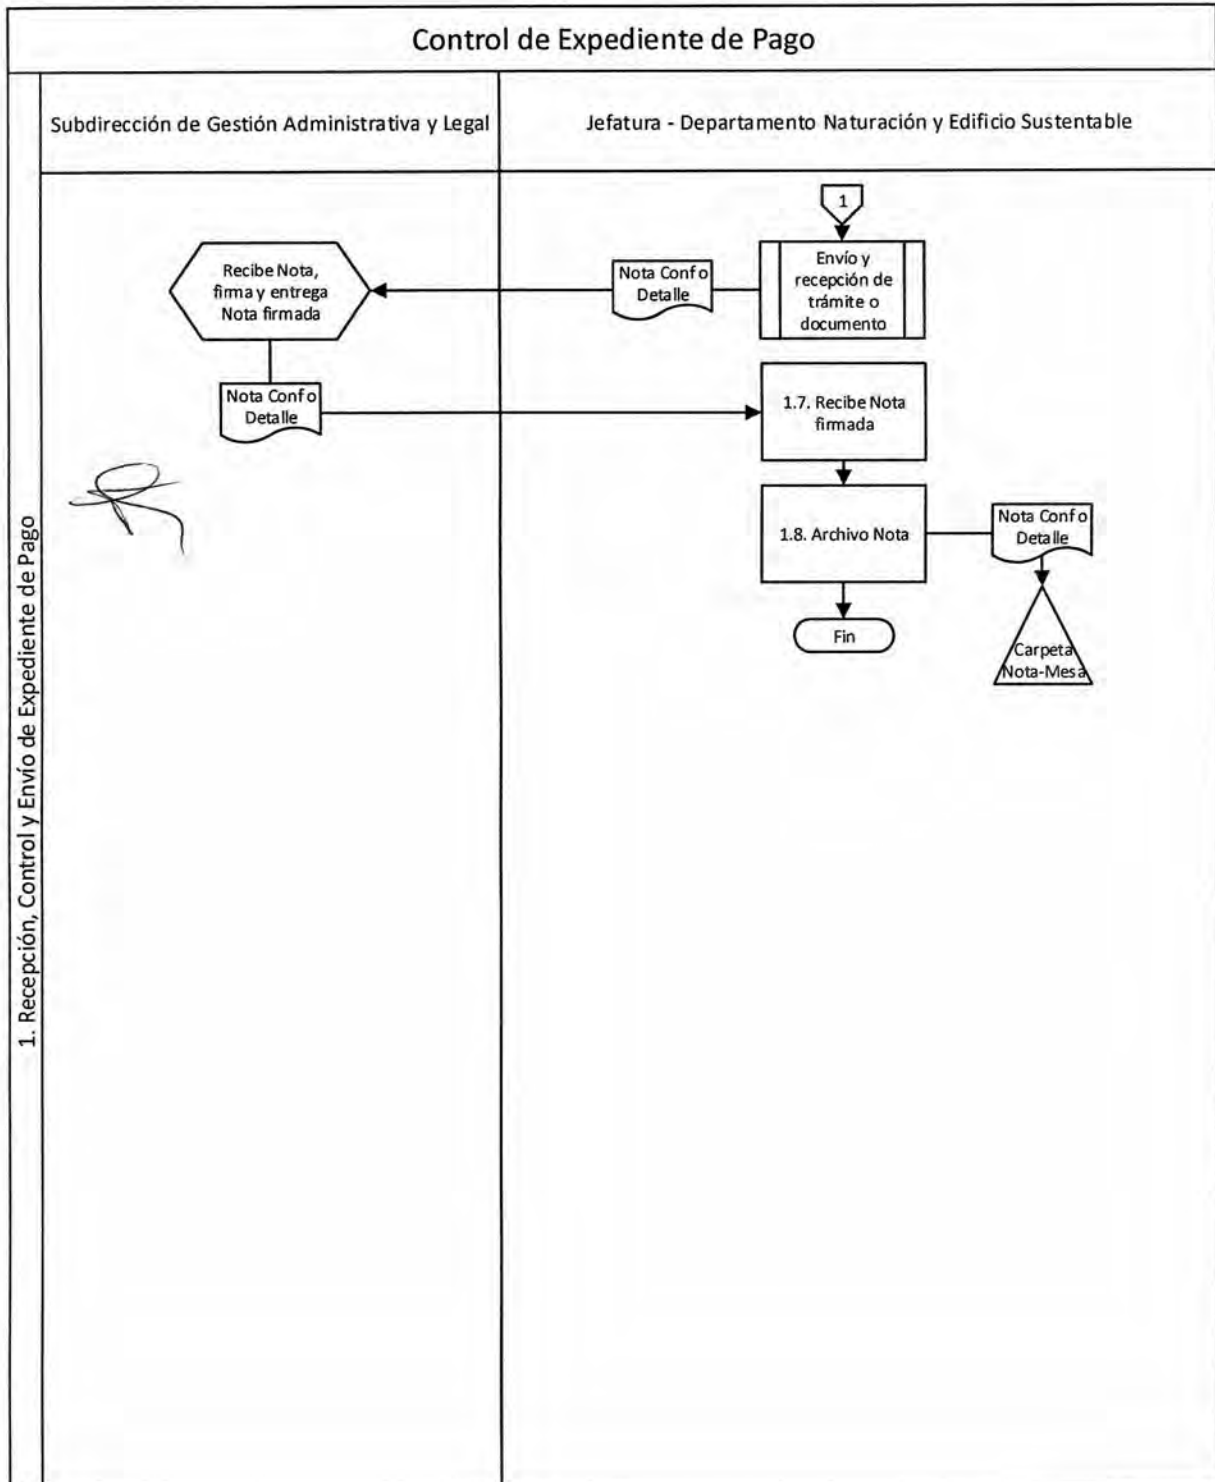 Control de Expediente de Pago
Subdirección de Gestión Administrativa y Legal
Jefatura - Departamento Naturación y Edificio Sustentable
1. Recepción, Control y Envío de Expediente de Pago
1
Envío y
recepción de
trámite o
documento
Nota Conf o
Detalle
Recibe Nota,
firma y entrega
Nota firmada
Nota Conf o
Detalle
1.7. Recibe Nota
firmada
1.8. Archivo Nota
Nota Conf o
Detalle
Carpeta
Nota-Mesa
Fin